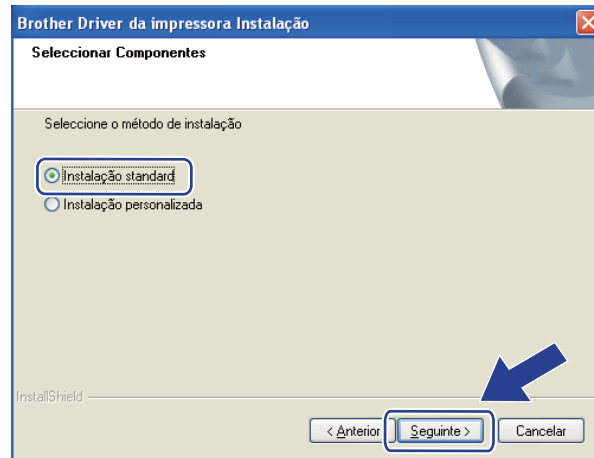 Brother Driver da impressora Instalação
Seleccionar Componentes
Seleccione o método de instalação
Instalação standard
Instalação personalizada
InstallShield
< Anterior Seguinte > Cancelar